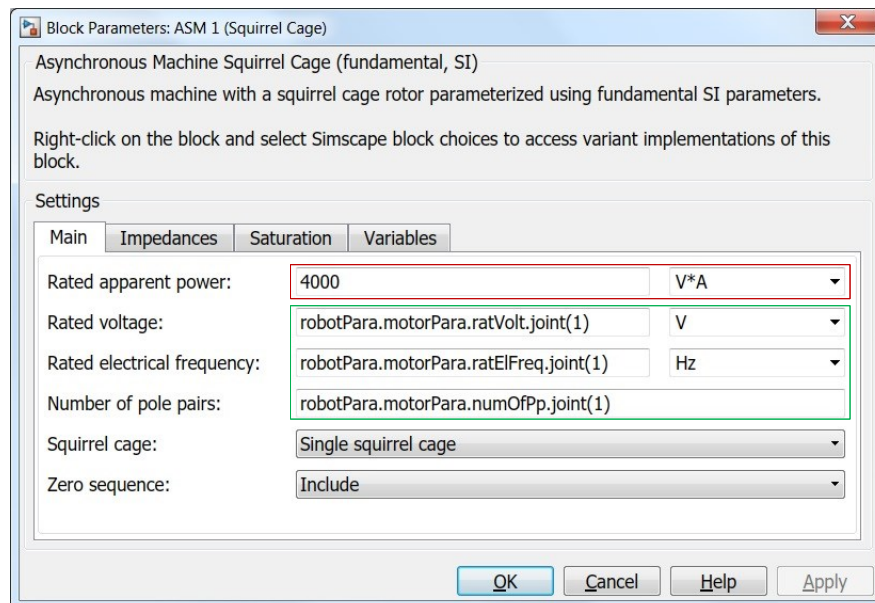 Block Parameters: ASM 1 (Squirrel Cage)
Asynchronous Machine Squirrel Cage (fundamental, SI)
Asynchronous machine with a squirrel cage rotor parameterized using fundamental SI parameters.
Right-click on the block and select Simscape block choices to access variant implementations of this
block.
Settings
Main Impedances Saturation Variables
Rated apparent power: 4000 V*A
Rated voltage: robotPara.motorPara.ratVolt.joint(1) V
Rated electrical frequency: robotPara.motorPara.ratElFreq.joint(1) Hz
Number of pole pairs: robotPara.motorPara.numOfPp.joint(1)
Squirrel cage: Single squirrel cage
Zero sequence: Include
OK Cancel Help Apply